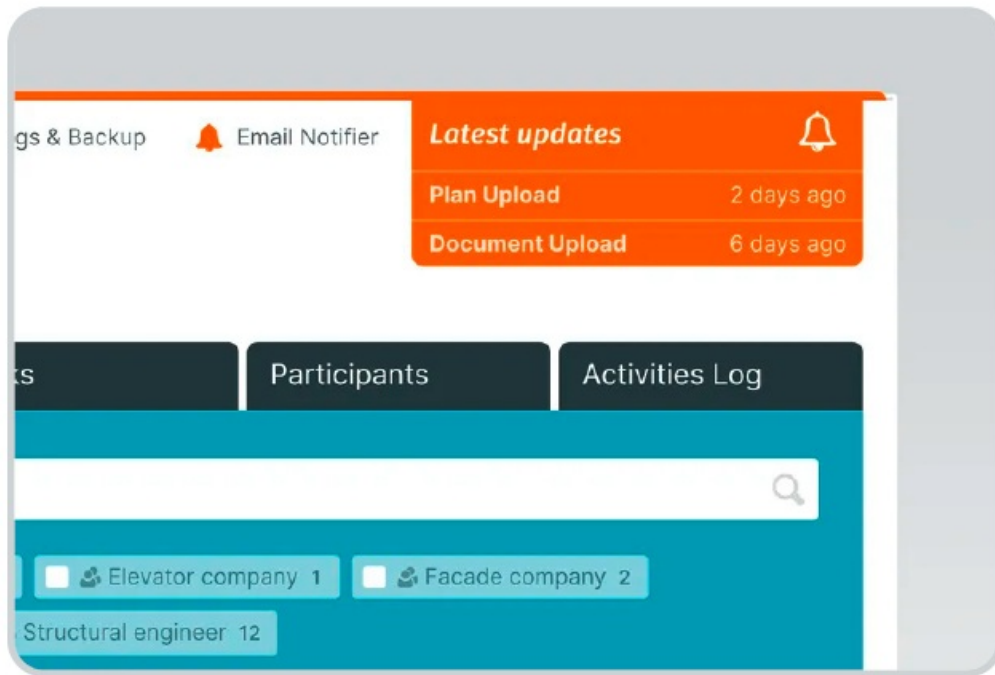 gs & Backup Email Notifier
Latest updates
Plan Upload 2 days ago
Document Upload 6 days ago
ks Participants Activities Log
Elevator company 1 Facade company 2
Structural engineer 12